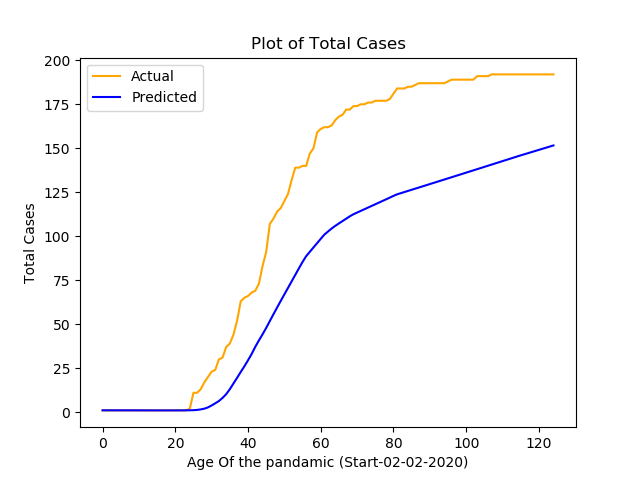 Plot of Total Cases
Actual
Predicted
200
175
150
125
100
75
50
25
0
Total Cases
0 20 40 60 80 100 120
Age Of the pandamic (Start-02-02-2020)